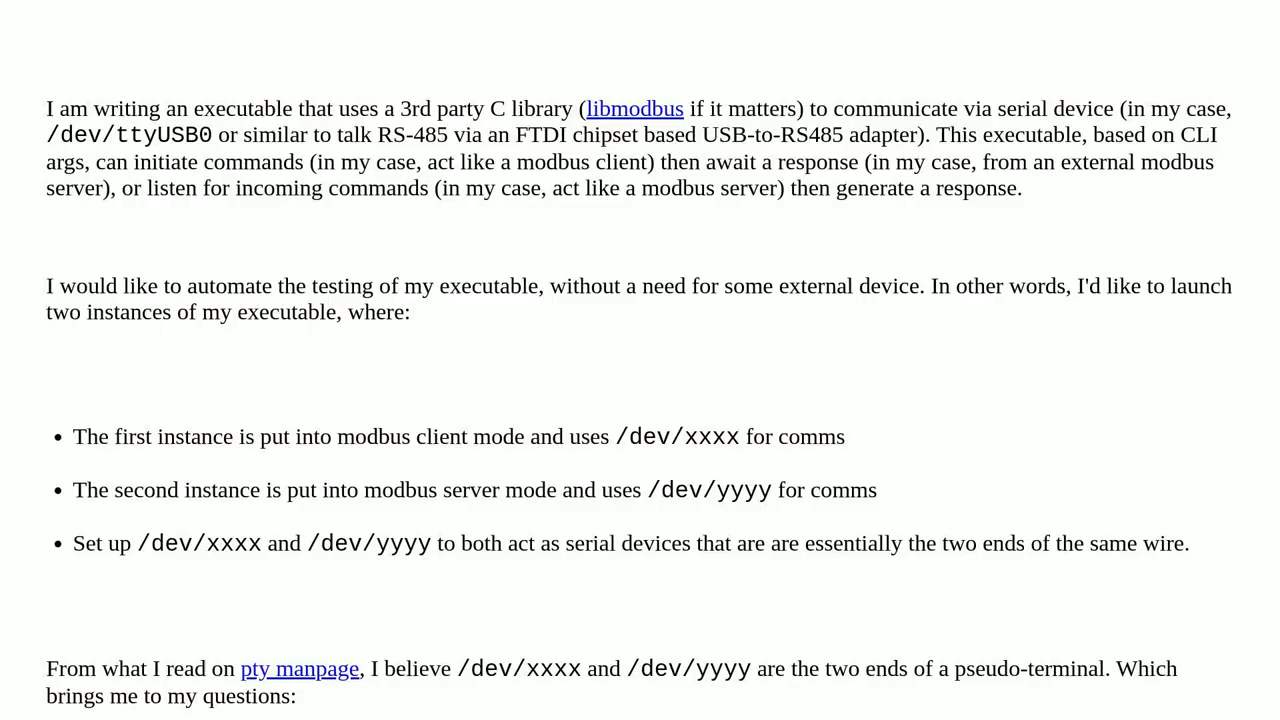 I am writing an executable that uses a 3rd party C library (libmodbus if it matters) to communicate via serial device (in my case,
/dev/ttyUSB0 or similar to talk RS-485 via an FTDI chipset based USB-to-RS485 adapter). This executable, based on CLI
args, can initiate commands (in my case, act like a modbus client) then await a response (in my case, from an external modbus
server), or listen for incoming commands (in my case, act like a modbus server) then generate a response.
I would like to automate the testing of my executable, without a need for some external device. In other words, I'd like to launch
two instances of my executable, where:
• The first instance is put into modbus client mode and uses /dev/xxxx for comms
• The second instance is put into modbus server mode and uses /dev/yyyy for comms
• Set up /dev/xxxx and /dev/yyyy to both act as serial devices that are are essentially the two ends of the same wire.
From what I read on pty manpage, I believe /dev/xxxx and /dev/yyyy are the two ends of a pseudo-terminal. Which
brings me to my questions: